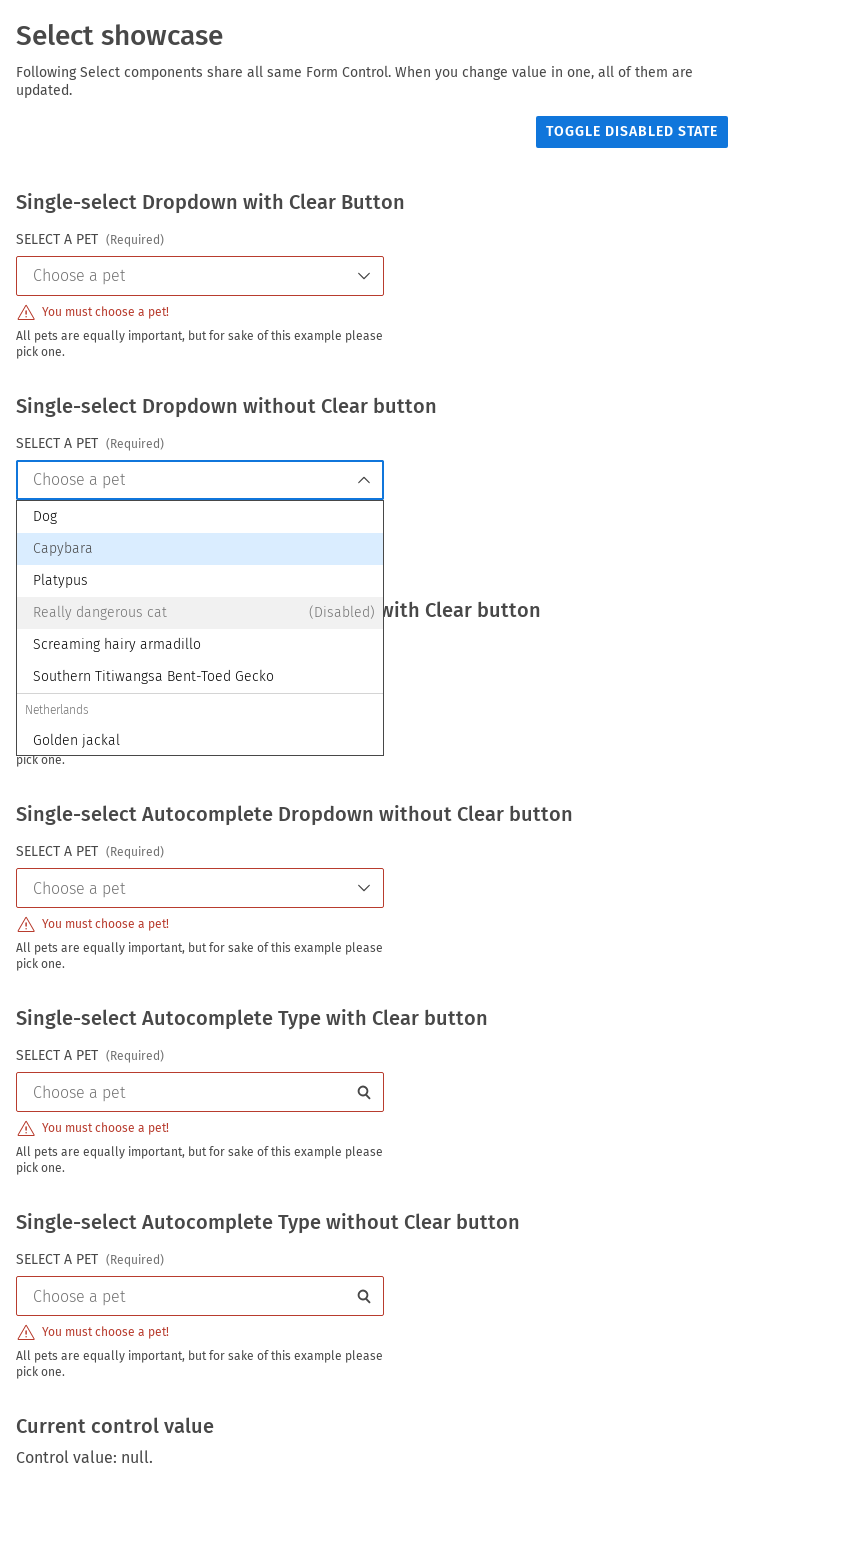 Select showcase
Following Select components share all same Form Control. When you change value in one, all of them are
updated.
TOGGLE DISABLED STATE
Single-select Dropdown with Clear Button
SELECT A PET (Required)
Choose a pet
You must choose a pet!
All pets are equally important, but for sake of this example please
pick one.
Single-select Dropdown without Clear button
SELECT A PET (Required)
Choose a pet
Dog
Capybara
Platypus
Really dangerous cat (Disabled)
with Clear button
Screaming hairy armadillo
Southern Titiwangsa Bent-Toed Gecko
Netherlands
Golden jackal
pick one.
Single-select Autocomplete Dropdown without Clear button
SELECT A PET (Required)
Choose a pet
You must choose a pet!
All pets are equally important, but for sake of this example please
pick one.
Single-select Autocomplete Type with Clear button
SELECT A PET (Required)
Choose a pet
You must choose a pet!
All pets are equally important, but for sake of this example please
pick one.
Single-select Autocomplete Type without Clear button
SELECT A PET (Required)
Choose a pet
You must choose a pet!
All pets are equally important, but for sake of this example please
pick one.
Current control value
Control value: null.